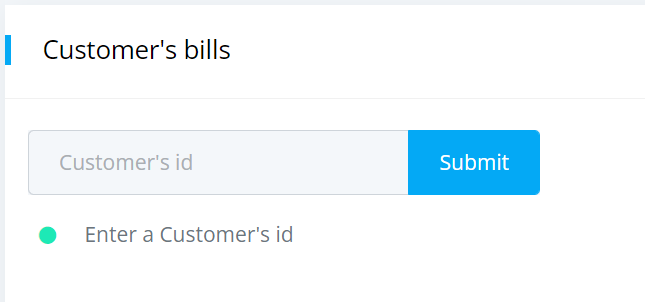 Customer's bills
Customer's id
Submit
Enter a Customer's id